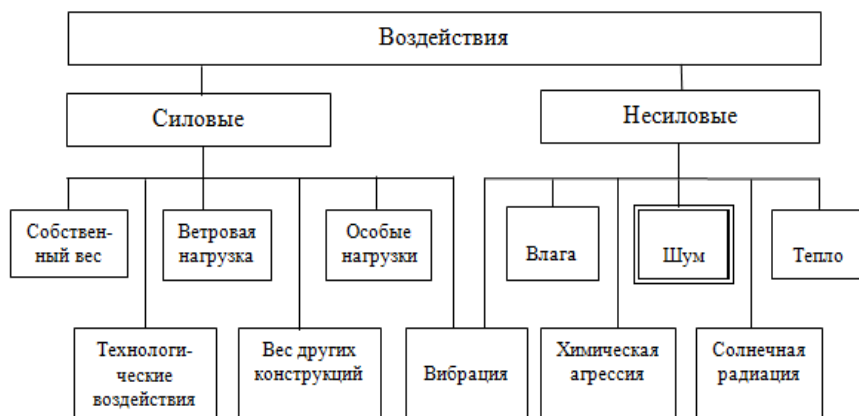 Воздействия
Силовые
Несиловые
Собствен-
ный вес
Ветровая
нагрузка
Особые
нагрузки
Влага
Шум
Тепло
Технологи-
ческие
воздействия
Вес других
конструкций
Вибрация
Химическая
агрессия
Солнечная
радиация